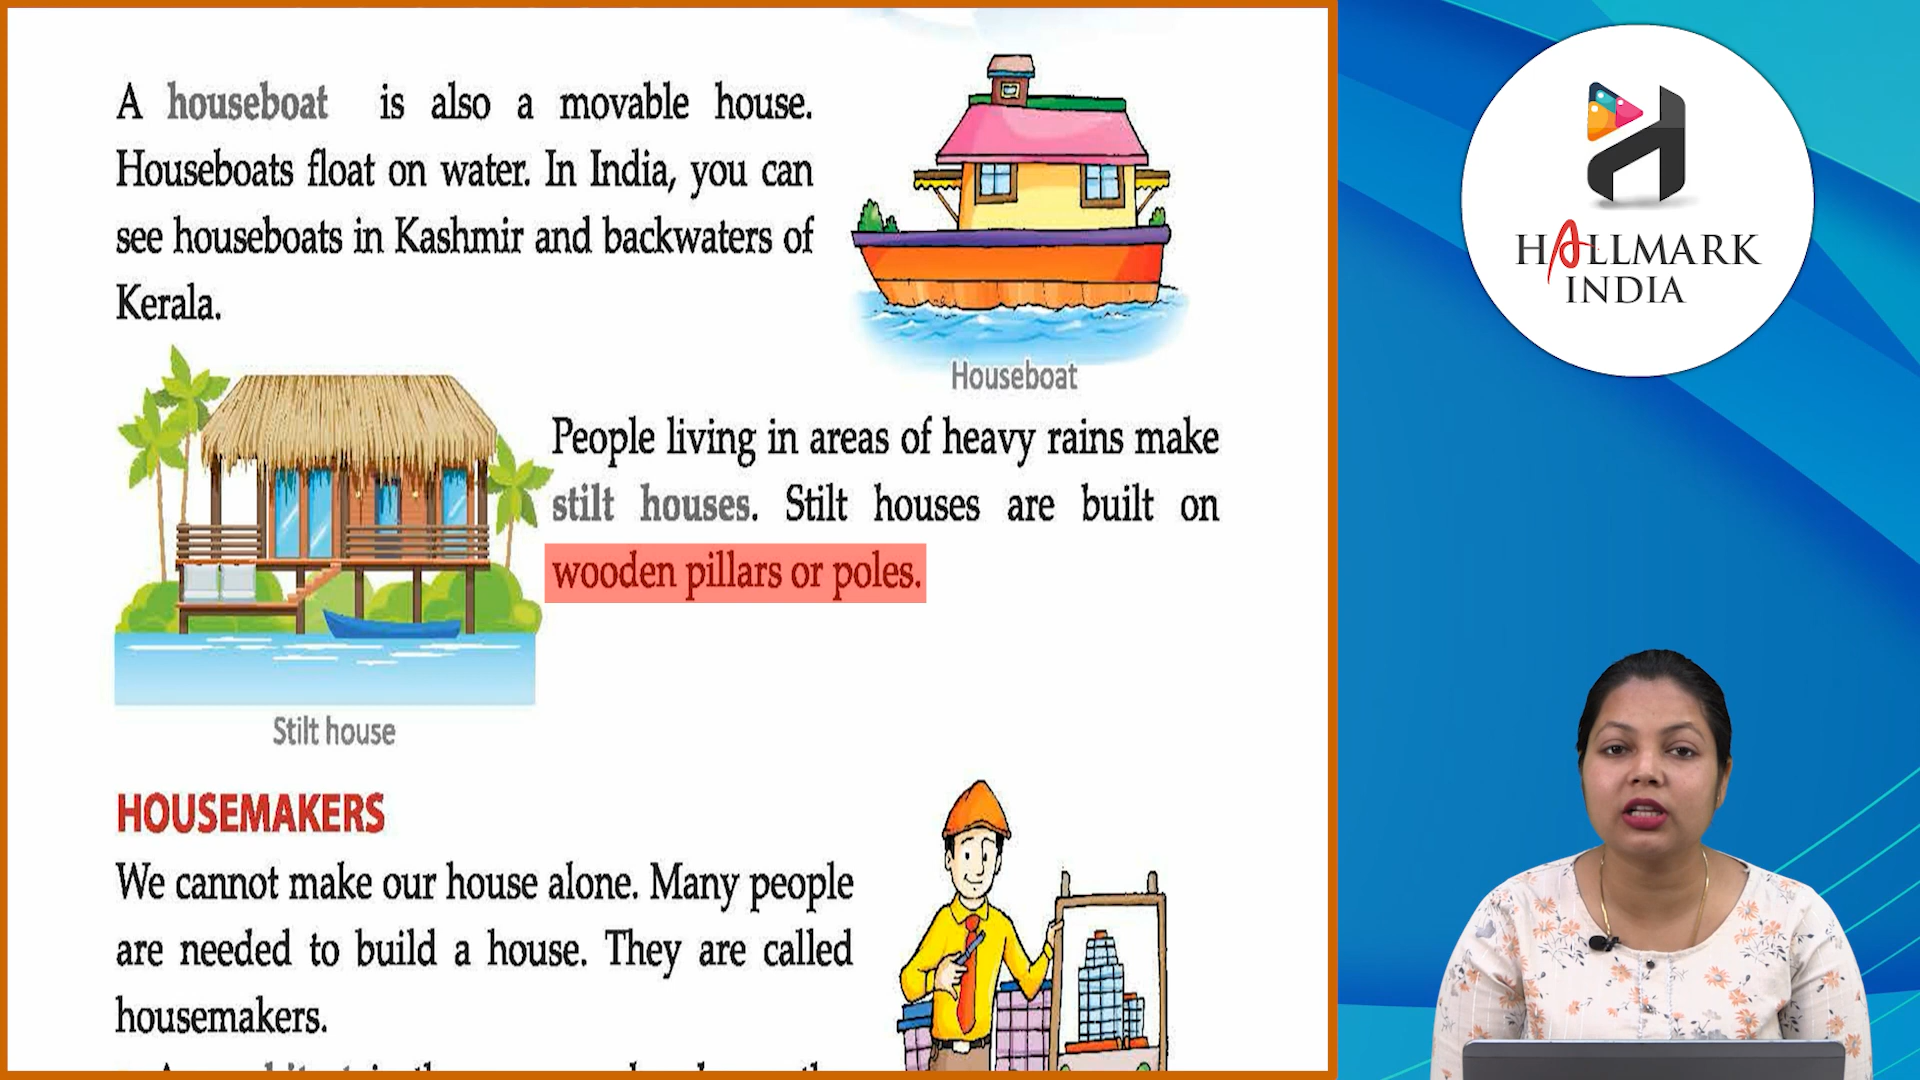 A houseboat is also a movable house.
Houseboats float on water. In India, you can
see houseboats in Kashmir and backwaters of
Kerala.
Houseboat
People living in areas of heavy rains make
stilt houses. Stilt houses are built on
wooden pillars or poles.
Stilt house
HOUSEMAKERS
We cannot make our house alone. Many people
are needed to build a house. They are called
housemakers.
HALLMARK
INDIA